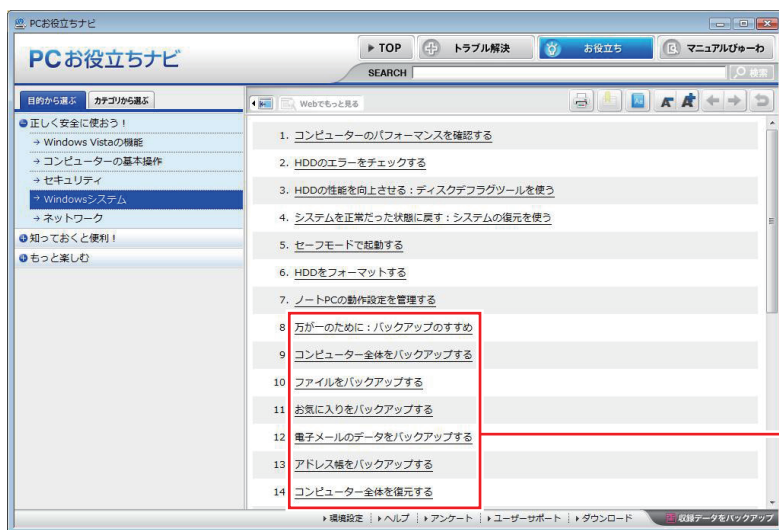 PCお役立ちナビ
PCお役立ちナビ
TOP
トラブル解決
お役立ち
マニュアルびゅーわ
SEARCH
検索
目的から選ぶ
カテゴリから選ぶ
Webでもっと見る
正しく安全に使おう！
→ Windows Vistaの機能
→ コンピューターの基本操作
→ セキュリティ
→ Windowsシステム
→ ネットワーク
知っておくと便利！
もっと楽しむ
1. コンピューターのパフォーマンスを確認する
2. HDDのエラーをチェックする
3. HDDの性能を向上させる：ディスクデフラグツールを使う
4. システムを正常だった状態に戻す：システムの復元を使う
5. セーフモードで起動する
6. HDDをフォーマットする
7. ノートPCの動作設定を管理する
8 万が一のために：バックアップのすすめ
9 コンピューター全体をバックアップする
10 ファイルをバックアップする
11 お気に入りをバックアップする
12 電子メールのデータをバックアップする
13 アドレス帳をバックアップする
14 コンピューター全体を復元する
環境設定
ヘルプ
アンケート
ユーザーサポート
ダウンロード
収録データをバックアップ